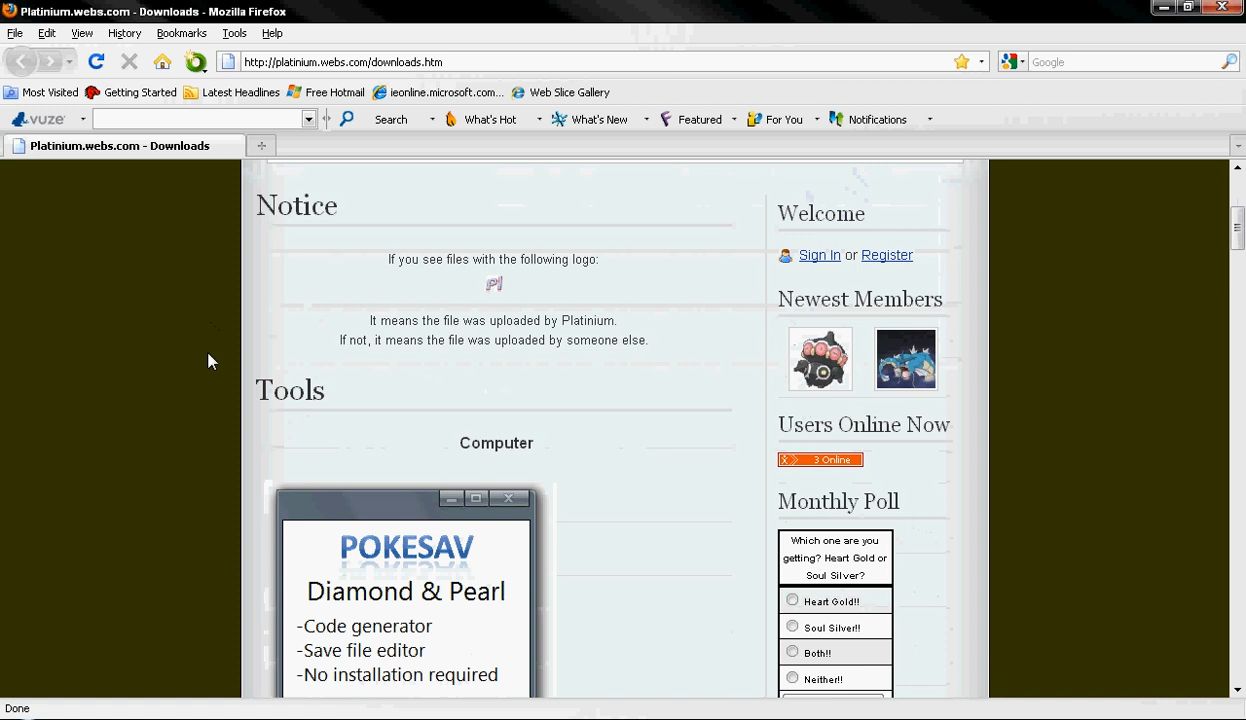 Platinium.webs.com - Downloads - Mozilla Firefox
File Edit View History Bookmarks Tools Help
http://platinium.webs.com/downloads.htm
Google
Most Visited Getting Started Latest Headlines Free Hotmail ieonline.microsoft.com... Web Slice Gallery
vuze Search What's Hot What's New Featured For You Notifications
Platinium.webs.com - Downloads
Notice
If you see files with the following logo:
Pl
It means the file was uploaded by Platinium.
If not, it means the file was uploaded by someone else.
Tools
Computer
POKESAV
Diamond & Pearl
-Code generator
-Save file editor
-No installation required
Welcome
Sign In or Register
Newest Members
Users Online Now
3 Online
Monthly Poll
Which one are you
getting? Heart Gold or
Soul Silver?
Heart Gold!!
Soul Silver!!
Both!!
Neither!!
Done